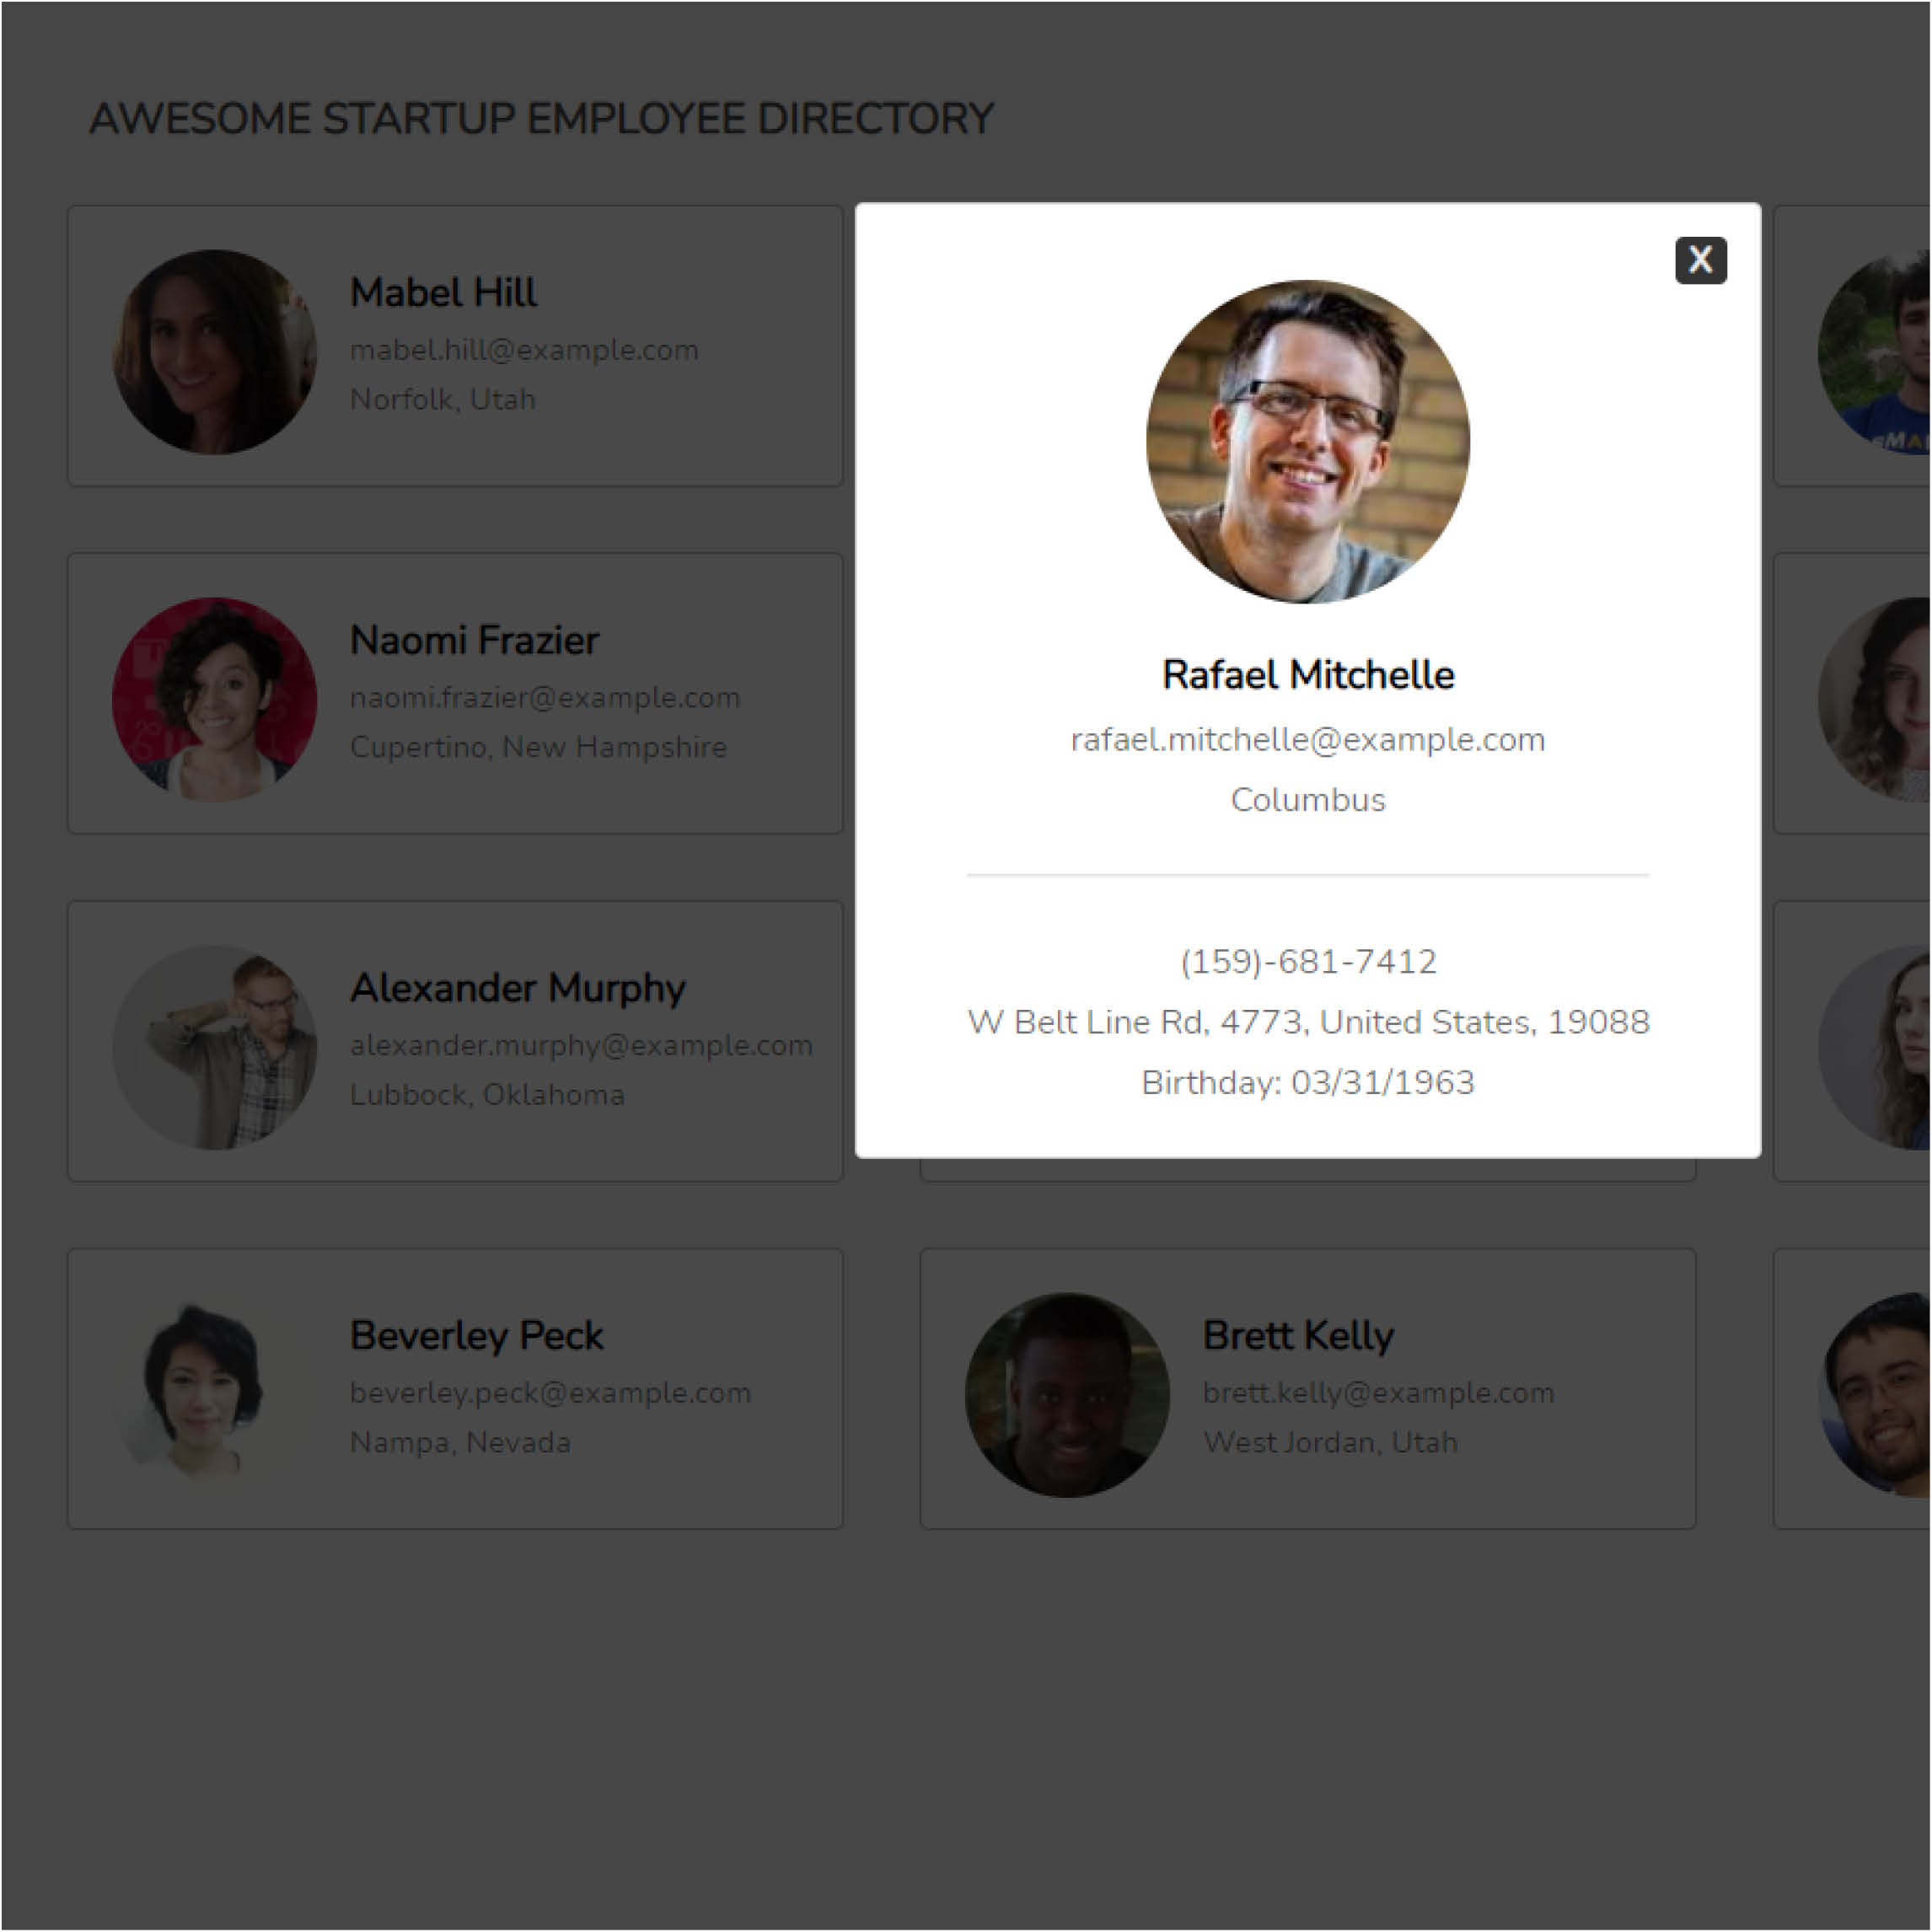 AWESOME STARTUP EMPLOYEE DIRECTORY
Mabel Hill
mabel.hill@example.com
Norfolk, Utah
Naomi Frazier
naomi.frazier@example.com
Cupertino, New Hampshire
Alexander Murphy
alexander.murphy@example.com
Lubbock, Oklahoma
X
Rafael Mitchelle
rafael.mitchelle@example.com
Columbus
(159)-681-7412
W Belt Line Rd, 4773, United States, 19088
Birthday: 03/31/1963
Beverley Peck
beverley.peck@example.com
Nampa, Nevada
Brett Kelly
brett.kelly@example.com
West Jordan, Utah